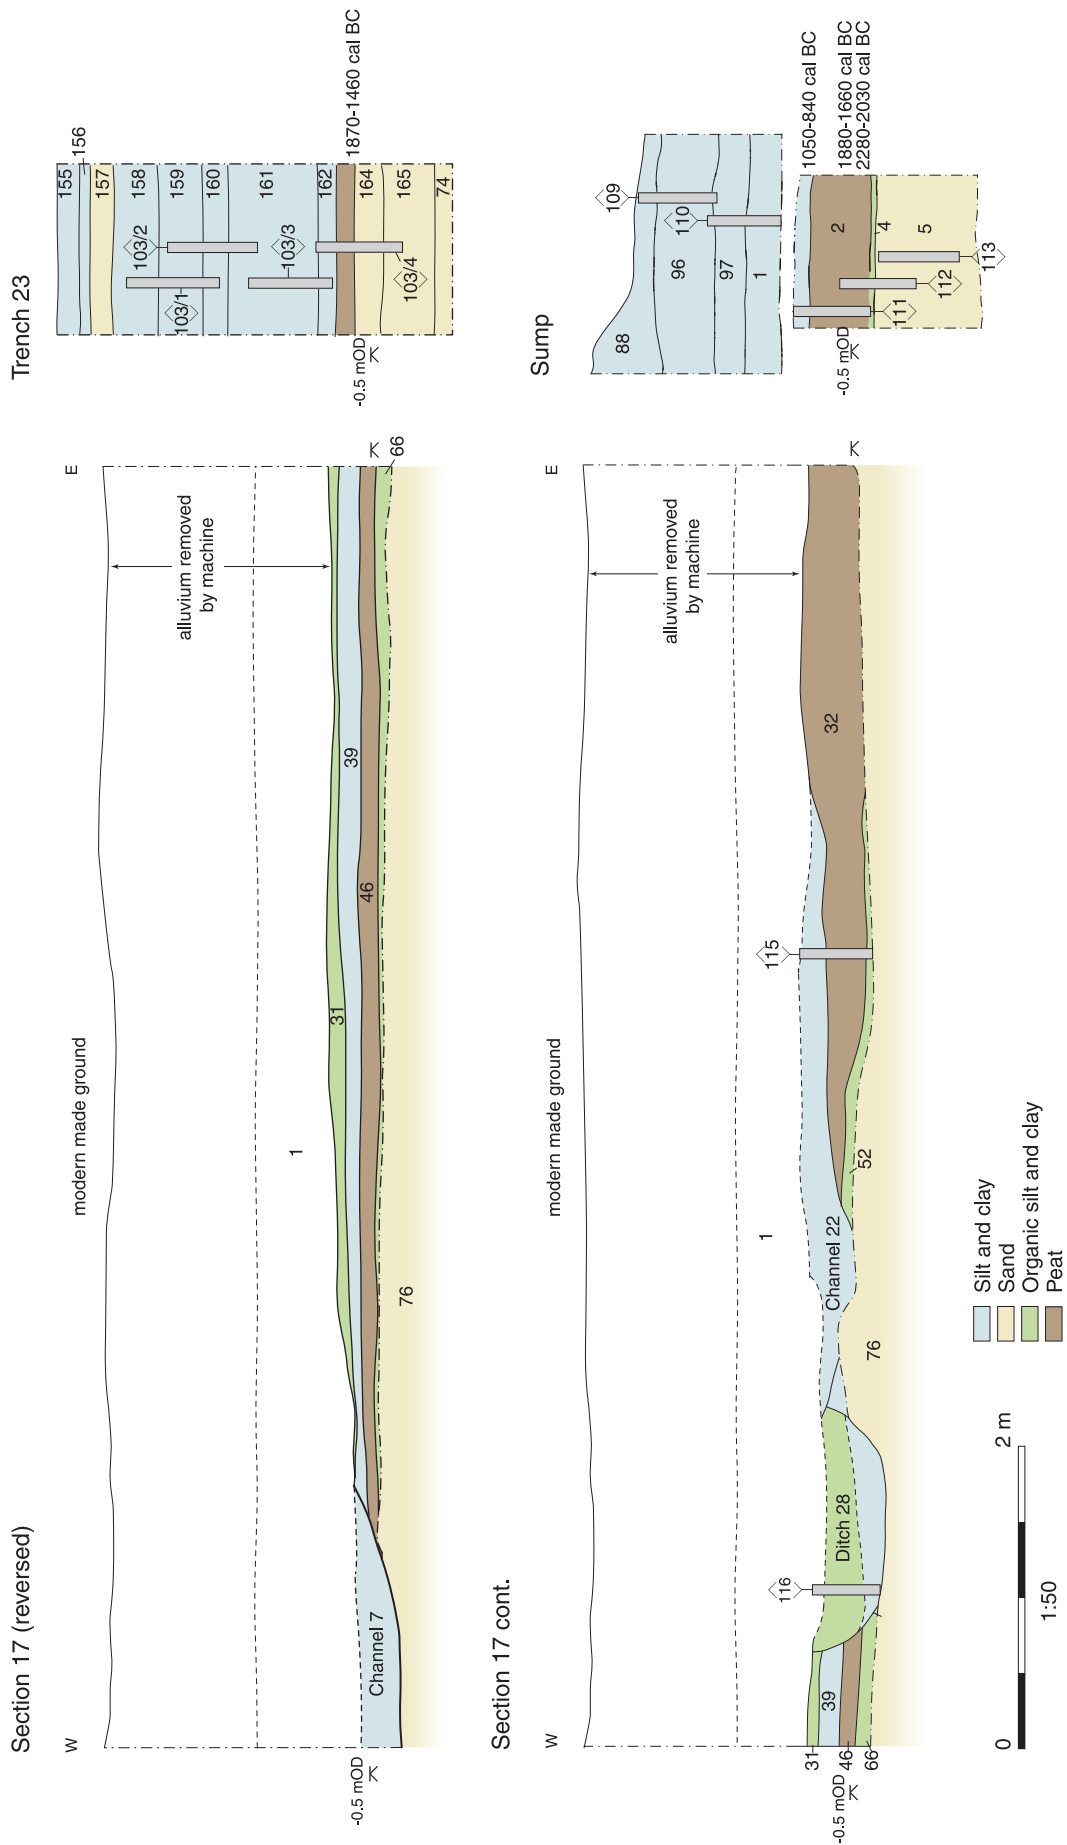 Section 17 (reversed)
W
E
modern made ground
alluvium removed
by machine
1
31
39
46
76
66
Channel 7
-0.5 mOD
Trench 23
155
156
157
158
159
160
161
162
164
165
74
103/1
103/2
103/3
103/4
1870-1460 cal BC
-0.5 mOD
Section 17 cont.
W
E
modern made ground
alluvium removed
by machine
1
31
39
46
66
116
Ditch 28
Channel 22
52
76
115
32
-0.5 mOD
Sump
88
96
97
1
109
110
2
4
5
111
112
113
1050-840 cal BC
1880-1660 cal BC
2280-2030 cal BC
-0.5 mOD
0
2 m
1:50
Silt and clay
Sand
Organic silt and clay
Peat